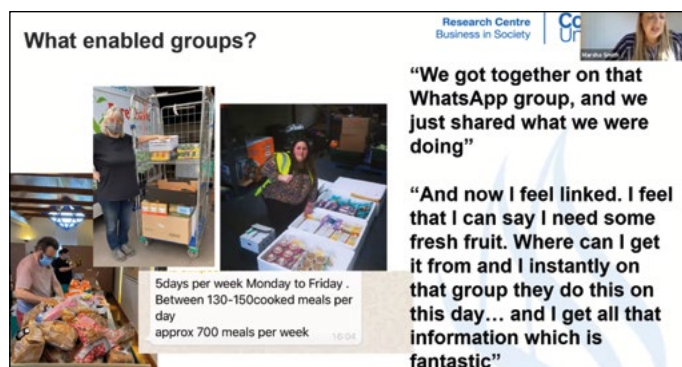 What enabled groups?
Research Centre
Business in Society
Marsha Smith
“We got together on that
WhatsApp group, and we
just shared what we were
doing”
“And now I feel linked. I feel
that I can say I need some
fresh fruit. Where can I get
it from and I instantly on
that group they do this on
this day… and I get all that
information which is
fantastic”
5days per week Monday to Friday .
Between 130-150cooked meals per
day
approx 700 meals per week
16:04